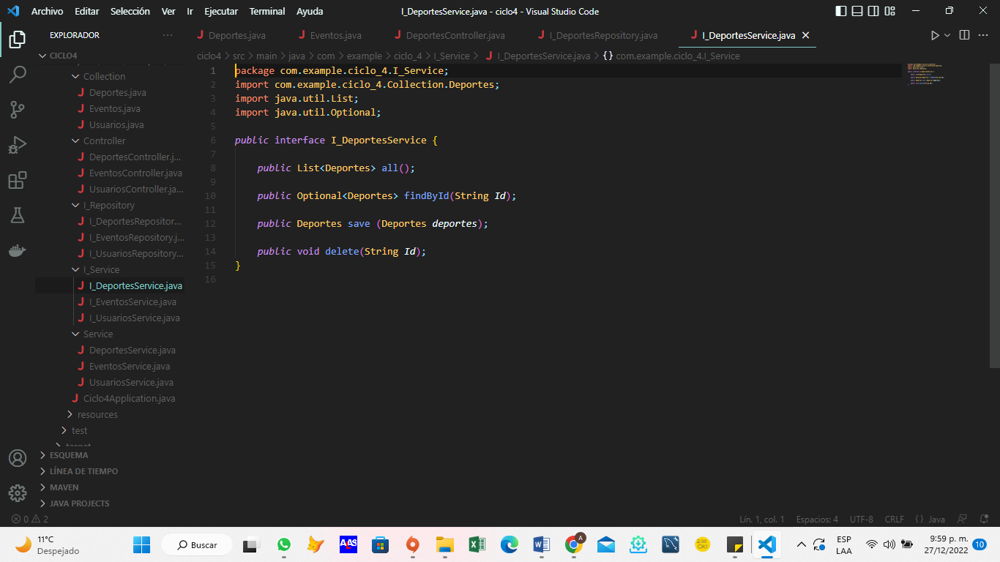 Archivo Editar Selección Ver Ir Ejecutar Terminal Ayuda
I_DeportesService.java - ciclo4 - Visual Studio Code
EXPLORADOR
CICLO4
Collection
Deportes.java
Eventos.java
Usuarios.java
Controller
DeportesController.j...
EventosController.java
UsuariosController.ja...
I_Repository
I_DeportesRepositor...
I_EventosRepository.j...
I_UsuariosRepository...
I_Service
I_DeportesService.java
I_EventosService.java
I_UsuariosService.java
Service
DeportesService.java
EventosService.java
UsuariosService.java
Ciclo4Application.java
resources
test
target
ESQUEMA
LÍNEA DE TIEMPO
MAVEN
JAVA PROJECTS
Deportes.java Eventos.java DeportesController.java I_DeportesRepository.java I_DeportesService.java
ciclo4 > src > main > java > com > example > ciclo_4 > I_Service > I_DeportesService.java > {} com.example.ciclo_4.I_Service
1 package com.example.ciclo_4.I_Service;
2 import com.example.ciclo_4.Collection.Deportes;
3 import java.util.List;
4 import java.util.Optional;
5
6 public interface I_DeportesService {
7
8 public List<Deportes> all();
9
10 public Optional<Deportes> findById(String Id);
11
12 public Deportes save (Deportes deportes);
13
14 public void delete(String Id);
15 }
16
0 2
Lín. 1, col. 1 Espacios: 4 UTF-8 CRLF {} Java
11°C
Despejado
Buscar
AAS
A
ESP
LAA
9:59 p. m.
27/12/2022
10